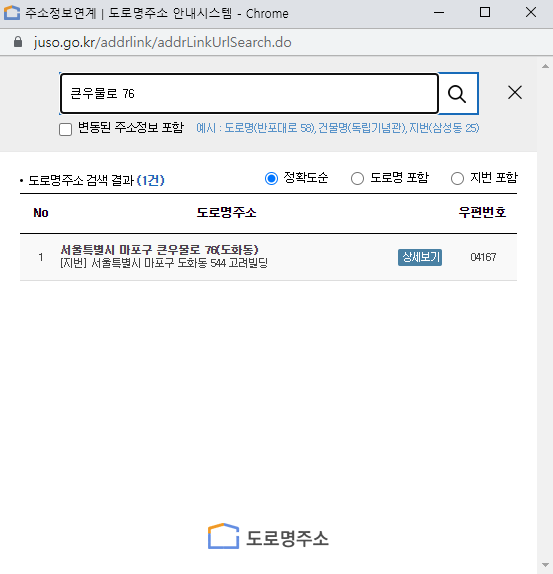 주소정보연계 | 도로명주소 안내시스템 - Chrome
juso.go.kr/addrlink/addrLinkUrlSearch.do
큰우물로 76
변동된 주소정보 포함 예시 : 도로명(반포대로 58), 건물명(독립기념관), 지번(삼성동 25)
• 도로명주소 검색 결과 (1건) 정확도순 도로명 포함 지번 포함
No 도로명주소 우편번호
서울특별시 마포구 큰우물로 76(도화동)
1 상세보기 04167
[지번] 서울특별시 마포구 도화동 544 고려빌딩
도로명주소